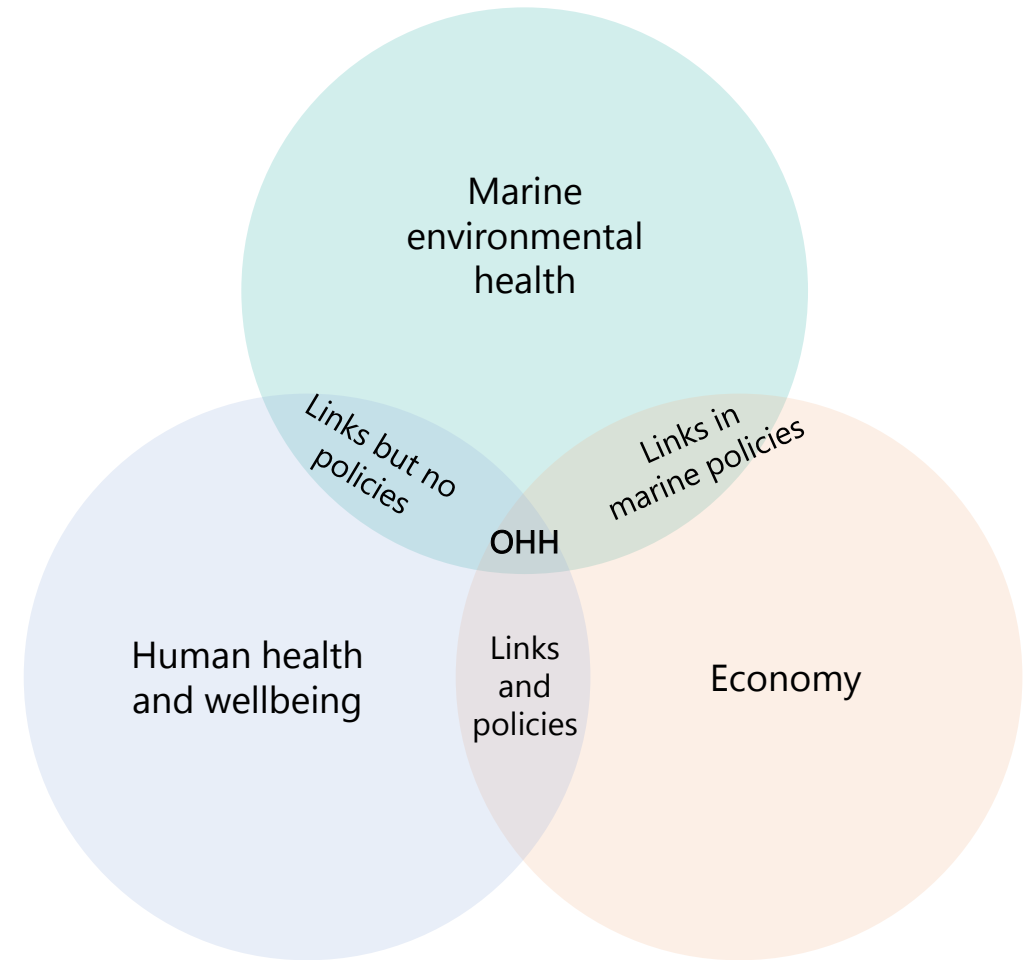 Marine
environmental
health
Links but no
policies
Links in
marine policies
OHH
Human health
and wellbeing
Links
and
policies
Economy